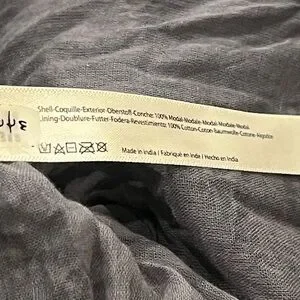 Shell-Coquille-Exterior-Oberstoff-Conche: 100% Modal-Modale-Modal-Modale-Modal
Lining-Doublure-Futter-Fodera-Revestimiento: 100% Cotton-Coton-Baumwolle-Cotone-Algodón
Made in India | Fabriqué en Inde | Hecho en India